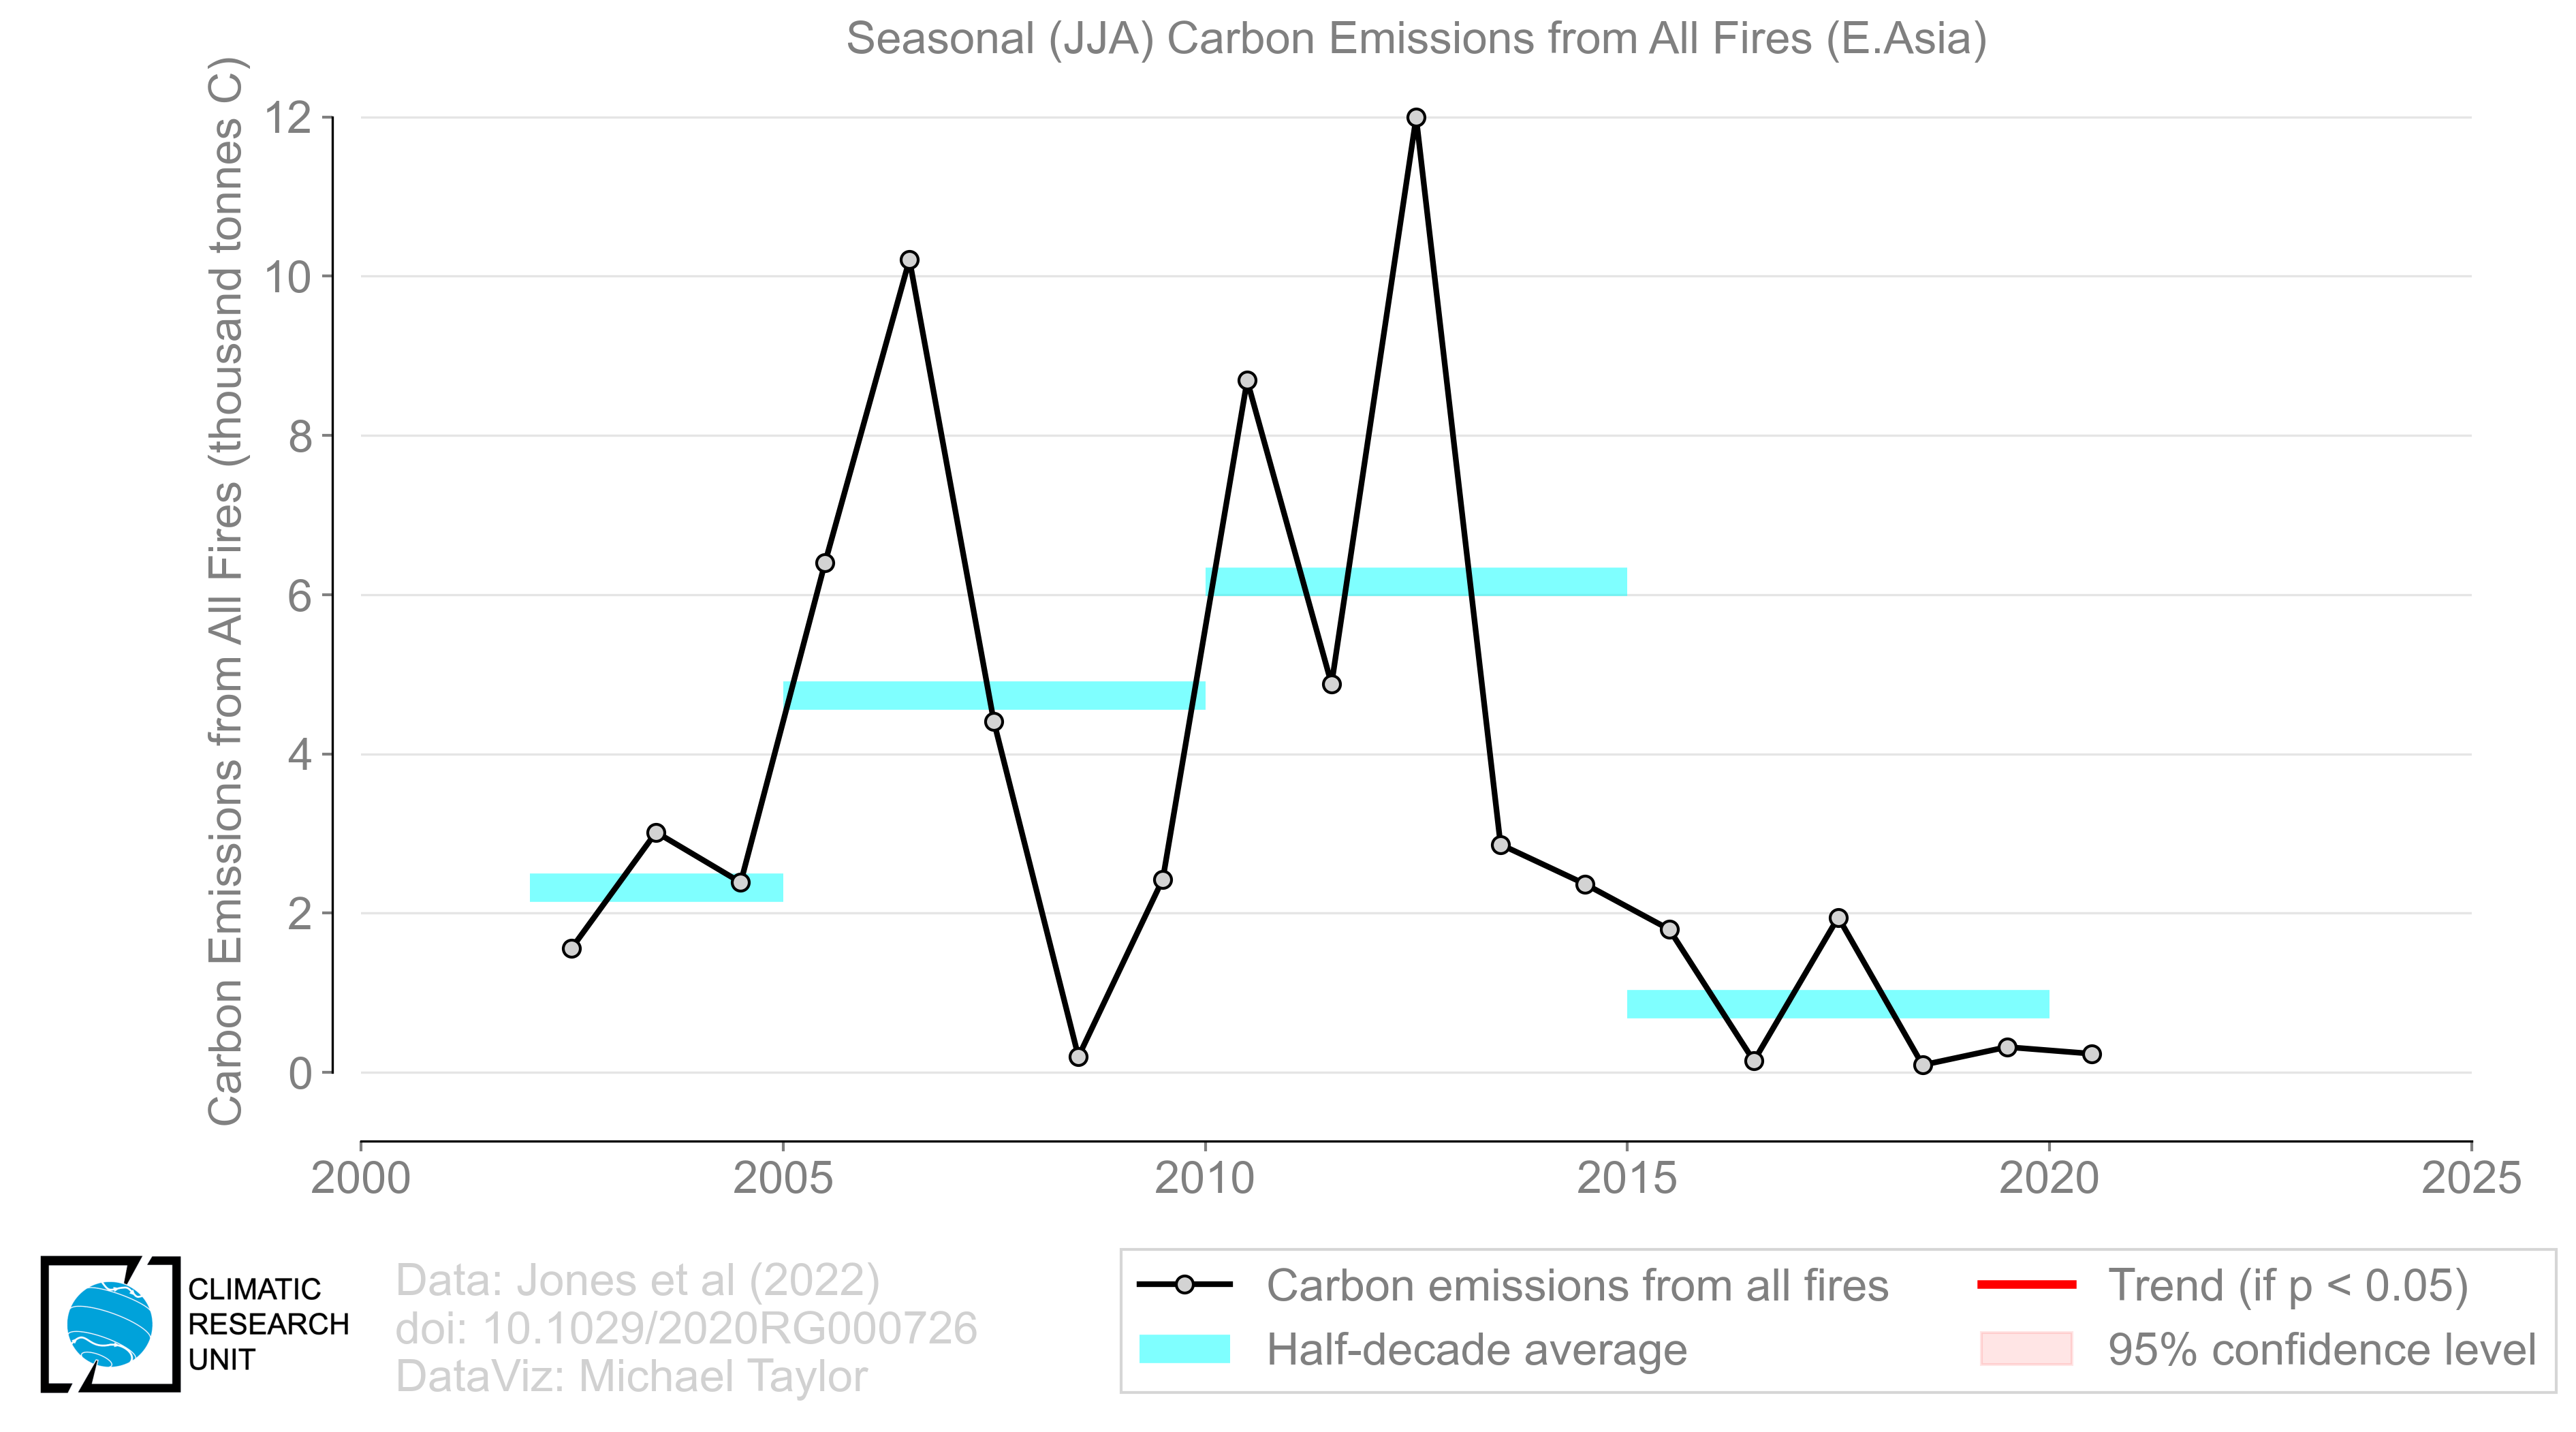 Seasonal (JJA) Carbon Emissions from All Fires (E.Asia)
Carbon Emissions from All Fires (thousand tonnes C)
12
10
8
6
4
2
0
2000
2005
2010
2015
2020
2025
CLIMATIC
RESEARCH
UNIT
Data: Jones et al (2022)
doi: 10.1029/2020RG000726
DataViz: Michael Taylor
Carbon emissions from all fires
Half-decade average
Trend (if p < 0.05)
95% confidence level